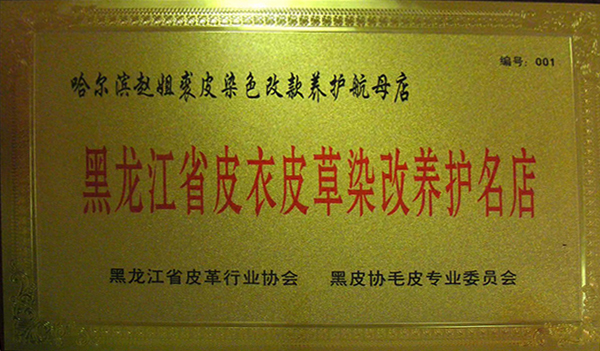 编号：001
哈尔滨赵姐裘皮染色改款养护航母店
黑龙江省皮衣皮草染改养护名店
黑龙江省皮革行业协会 黑皮协毛皮专业委员会